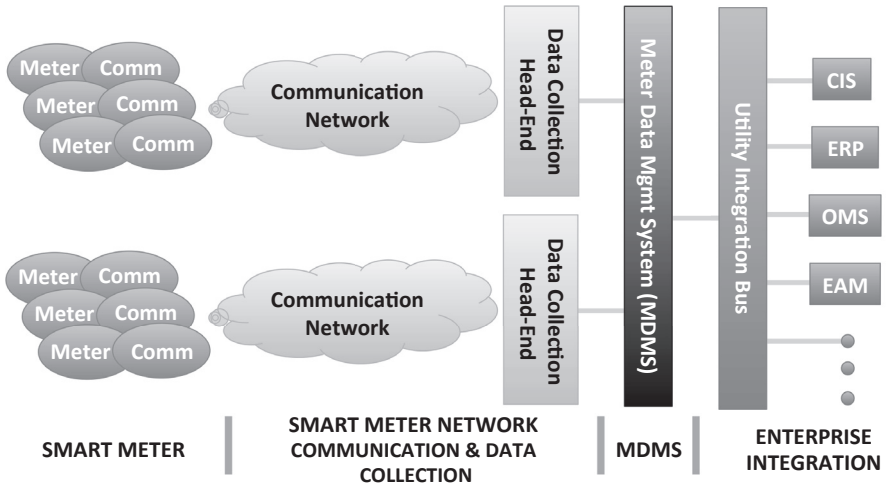 Meter Comm
Meter Comm
Meter Comm
Communication
Network
Data Collection
Head-End
Meter Comm
Meter Comm
Meter Comm
Communication
Network
Data Collection
Head-End
Meter Data Mgmt System (MDMS)
Utility Integration Bus
CIS
ERP
OMS
EAM
SMART METER
SMART METER NETWORK
COMMUNICATION & DATA
COLLECTION
MDMS
ENTERPRISE
INTEGRATION